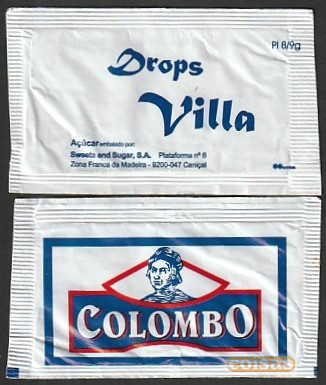 Drops
Pl 8/9g
Villa
Açúcar embalado por:
Sweets and Sugar, S.A. Plataforma nº 6
Zona Franca da Madeira - 9200-047 Caniçal
COLOMBO
coisas